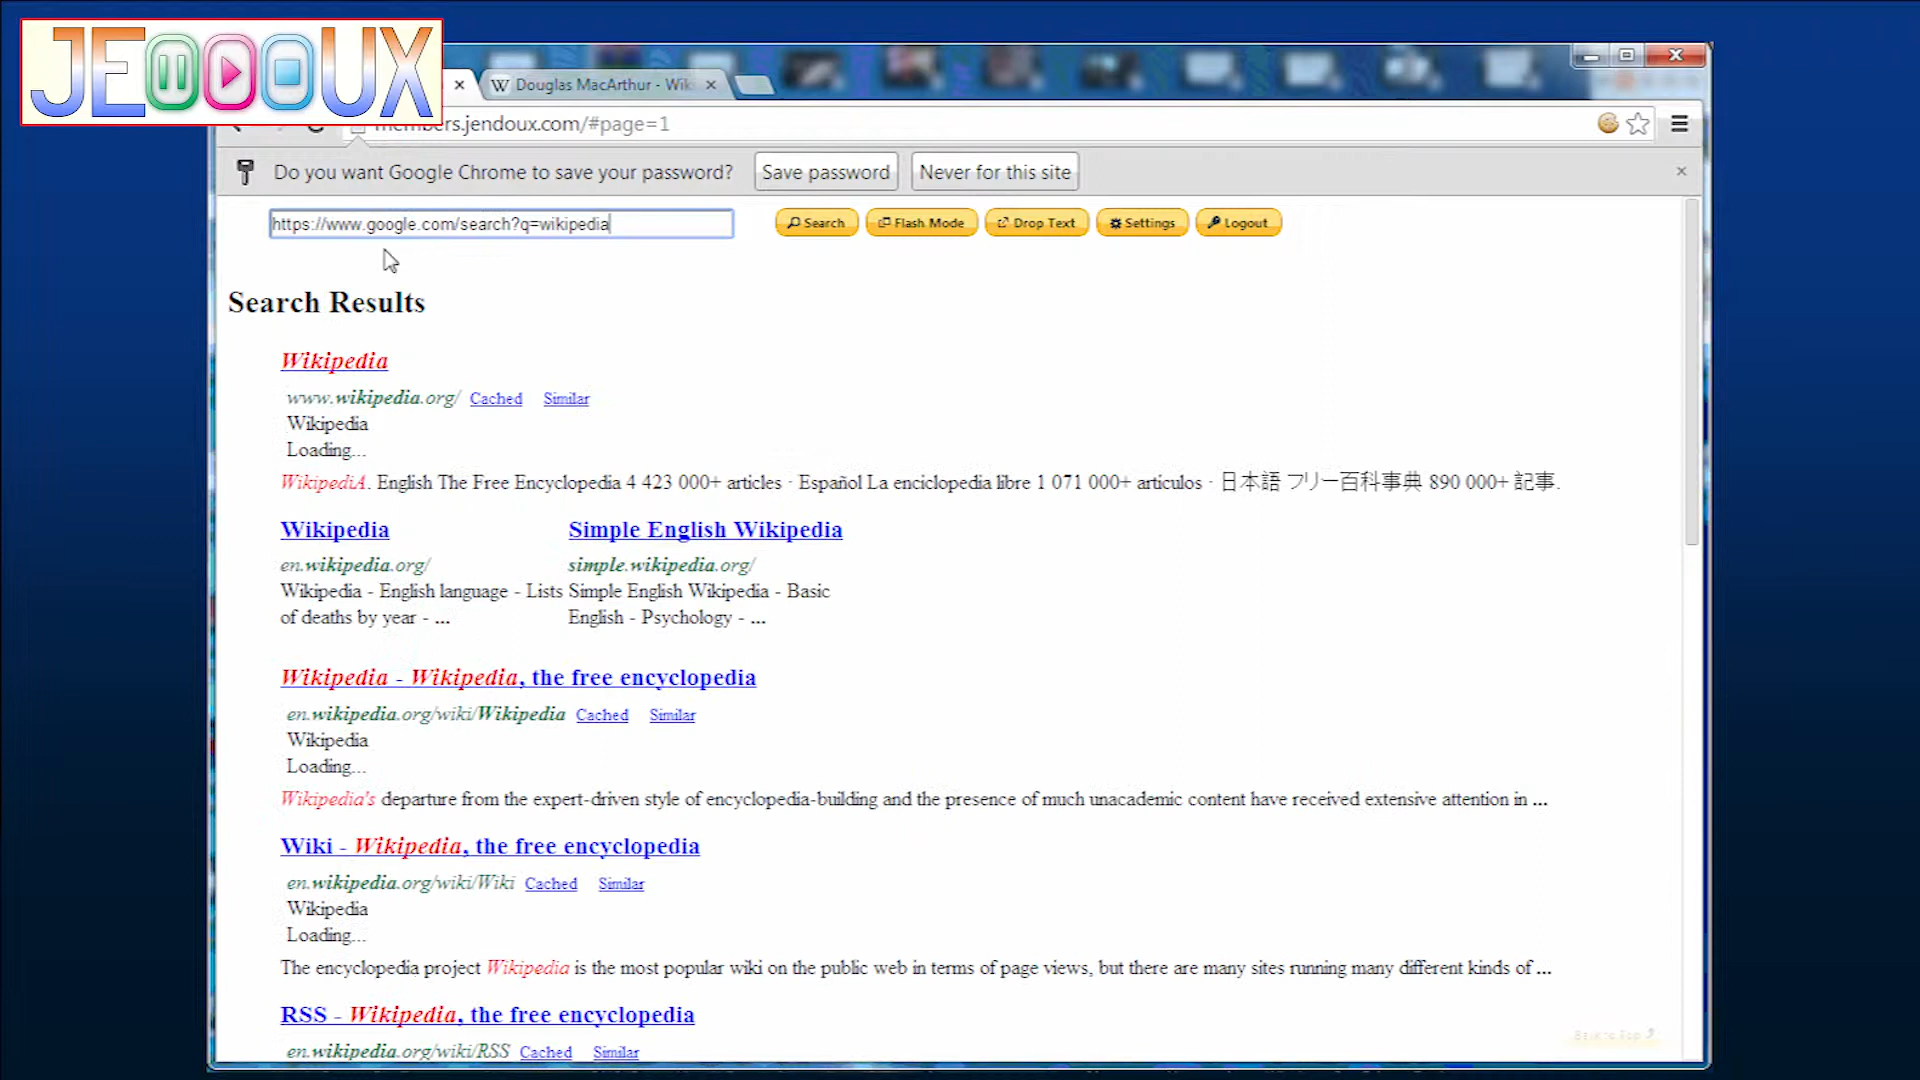 JENDOUX
Douglas MacArthur - Wiki
members.jendoux.com/#page=1
Do you want Google Chrome to save your password? Save password Never for this site
https://www.google.com/search?q=wikipedia Search Flash Mode Drop Text Settings Logout
Search Results
Wikipedia
www.wikipedia.org/ Cached Similar
Wikipedia
Loading...
WikipediA. English The Free Encyclopedia 4 423 000+ articles · Español La enciclopedia libre 1 071 000+ articulos · 日本語 フリー百科事典 890 000+ 記事.
Wikipedia
en.wikipedia.org/
Wikipedia - English language - Lists
of deaths by year - ...
Simple English Wikipedia
simple.wikipedia.org/
Simple English Wikipedia - Basic
English - Psychology - ...
Wikipedia - Wikipedia, the free encyclopedia
en.wikipedia.org/wiki/Wikipedia Cached Similar
Wikipedia
Loading...
Wikipedia's departure from the expert-driven style of encyclopedia-building and the presence of much unacademic content have received extensive attention in ...
Wiki - Wikipedia, the free encyclopedia
en.wikipedia.org/wiki/Wiki Cached Similar
Wikipedia
Loading...
The encyclopedia project Wikipedia is the most popular wiki on the public web in terms of page views, but there are many sites running many different kinds of ...
RSS - Wikipedia, the free encyclopedia
en.wikipedia.org/wiki/RSS Cached Similar
Back to Top